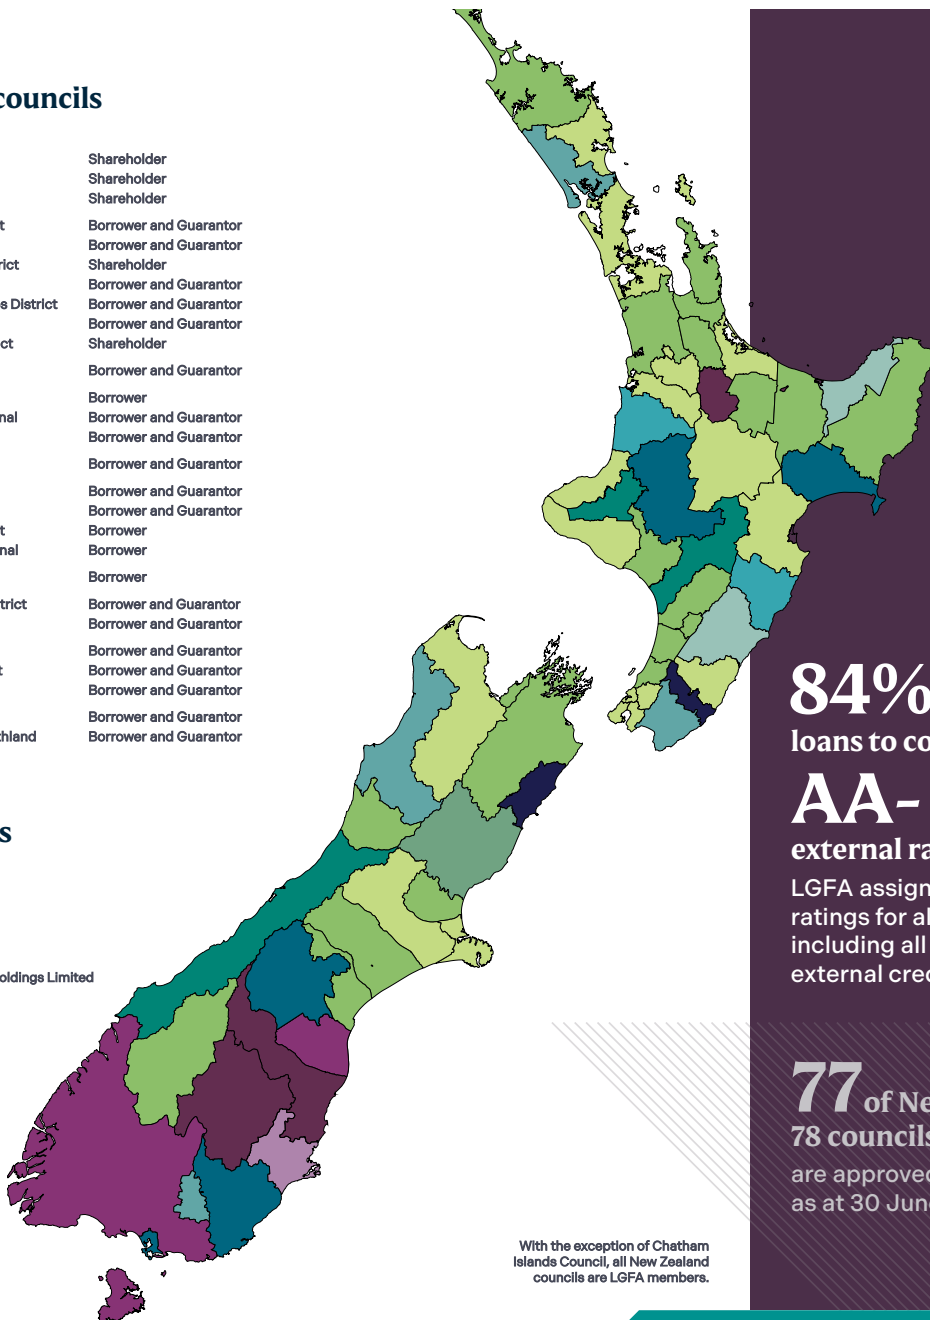 councils
Shareholder
Shareholder
Shareholder
t Borrower and Guarantor
Borrower and Guarantor
rict Shareholder
Borrower and Guarantor
s District Borrower and Guarantor
Borrower and Guarantor
ct Shareholder
Borrower and Guarantor
Borrower
nal Borrower and Guarantor
Borrower and Guarantor
Borrower and Guarantor
Borrower and Guarantor
Borrower and Guarantor
t Borrower
nal Borrower
Borrower
trict Borrower and Guarantor
Borrower and Guarantor
Borrower and Guarantor
t Borrower and Guarantor
Borrower and Guarantor
Borrower and Guarantor
hland Borrower and Guarantor
s
oldings Limited
84%
loans to co
AA-
external ra
LGFA assign
ratings for al
including all
external cred
77 of Ne
78 councils
are approved
as at 30 Jun
With the exception of Chatham
Islands Council, all New Zealand
councils are LGFA members.